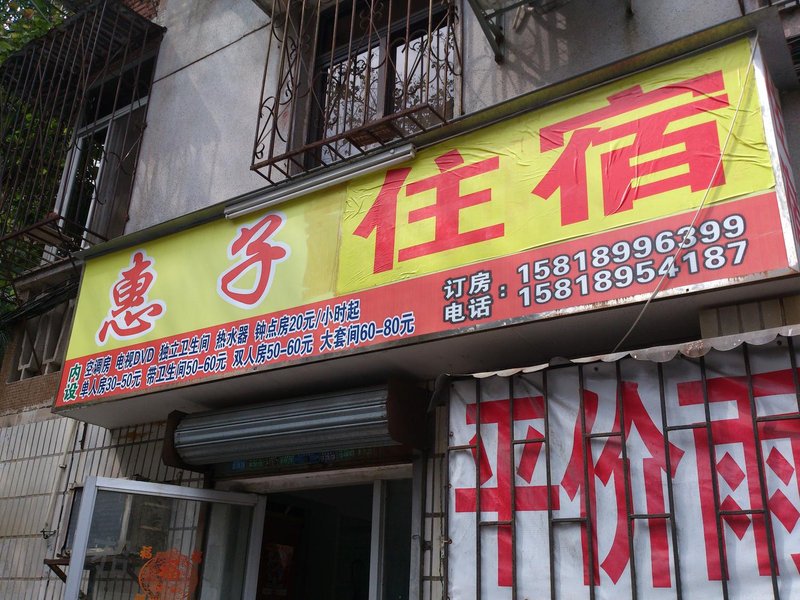 惠子住宿
内设
空调房 电视DVD 独立卫生间 热水器 钟点房20元/小时起
单人房30-50元 带卫生间50-60元 双人房50-60元 大套间60-80元
订房电话：
15818996399
15818954187
平价雨
福